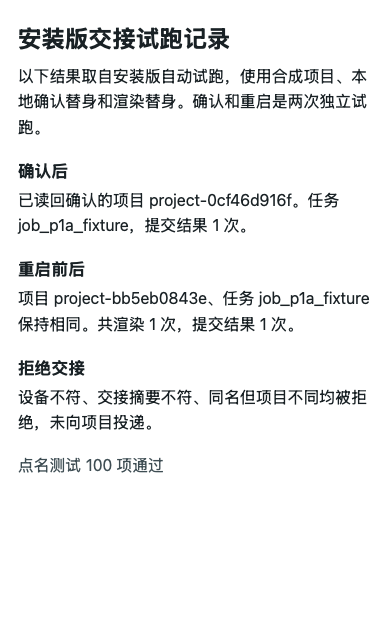 安装版交接试跑记录
以下结果取自安装版自动试跑，使用合成项目、本
地确认替身和渲染替身。确认和重启是两次独立试
跑。
确认后
已读回确认的项目 project-0cf46d916f。任务
job_p1a_fixture，提交结果 1 次。
重启前后
项目 project-bb5eb0843e、任务 job_p1a_fixture
保持相同。共渲染 1 次，提交结果 1 次。
拒绝交接
设备不符、交接摘要不符、同名但项目不同均被拒
绝，未向项目投递。
点名测试 100 项通过